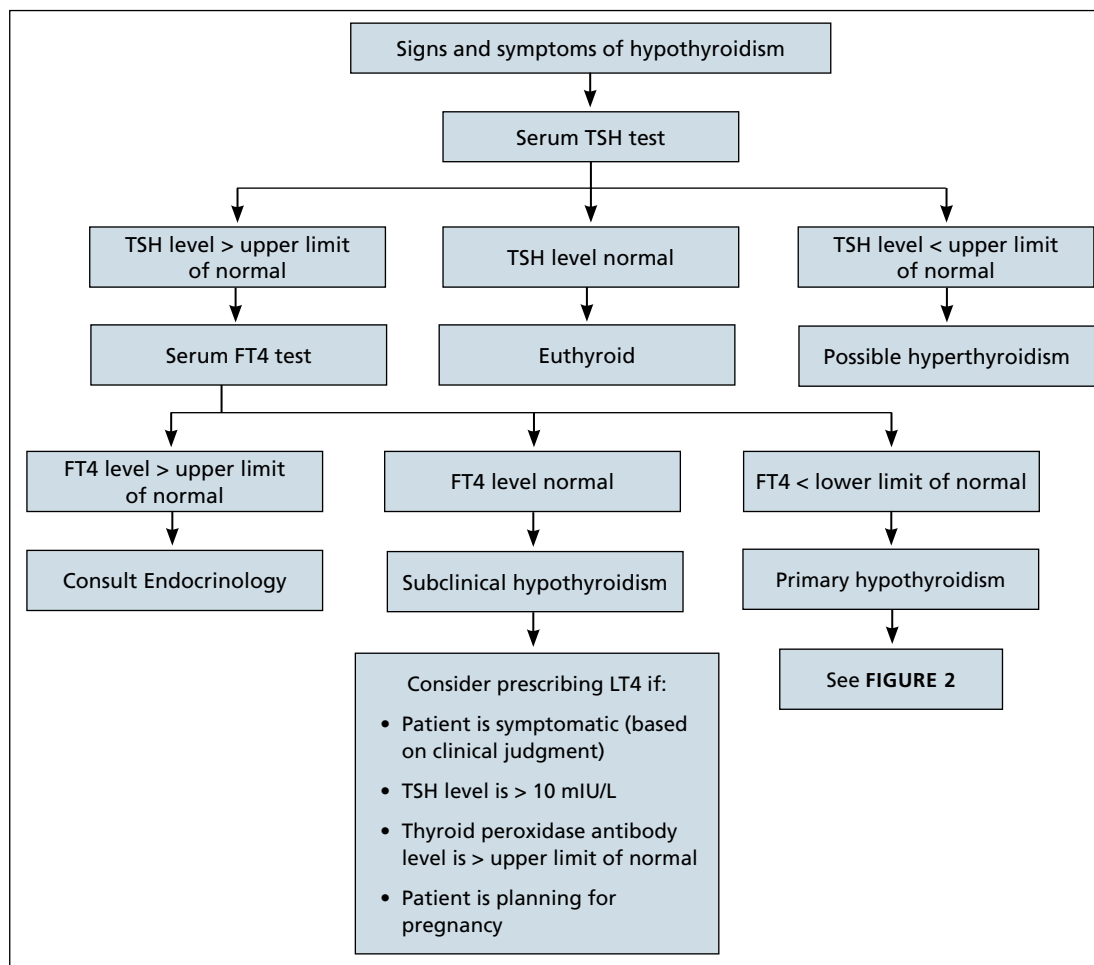 Signs and symptoms of hypothyroidism
Serum TSH test
TSH level > upper limit
of normal
TSH level normal
TSH level < upper limit
of normal
Serum FT4 test
Euthyroid
Possible hyperthyroidism
FT4 level > upper limit
of normal
FT4 level normal
FT4 < lower limit of normal
Consult Endocrinology
Subclinical hypothyroidism
Primary hypothyroidism
See FIGURE 2
Consider prescribing LT4 if:
• Patient is symptomatic (based
on clinical judgment)
• TSH level is > 10 mIU/L
• Thyroid peroxidase antibody
level is > upper limit of normal
• Patient is planning for
pregnancy